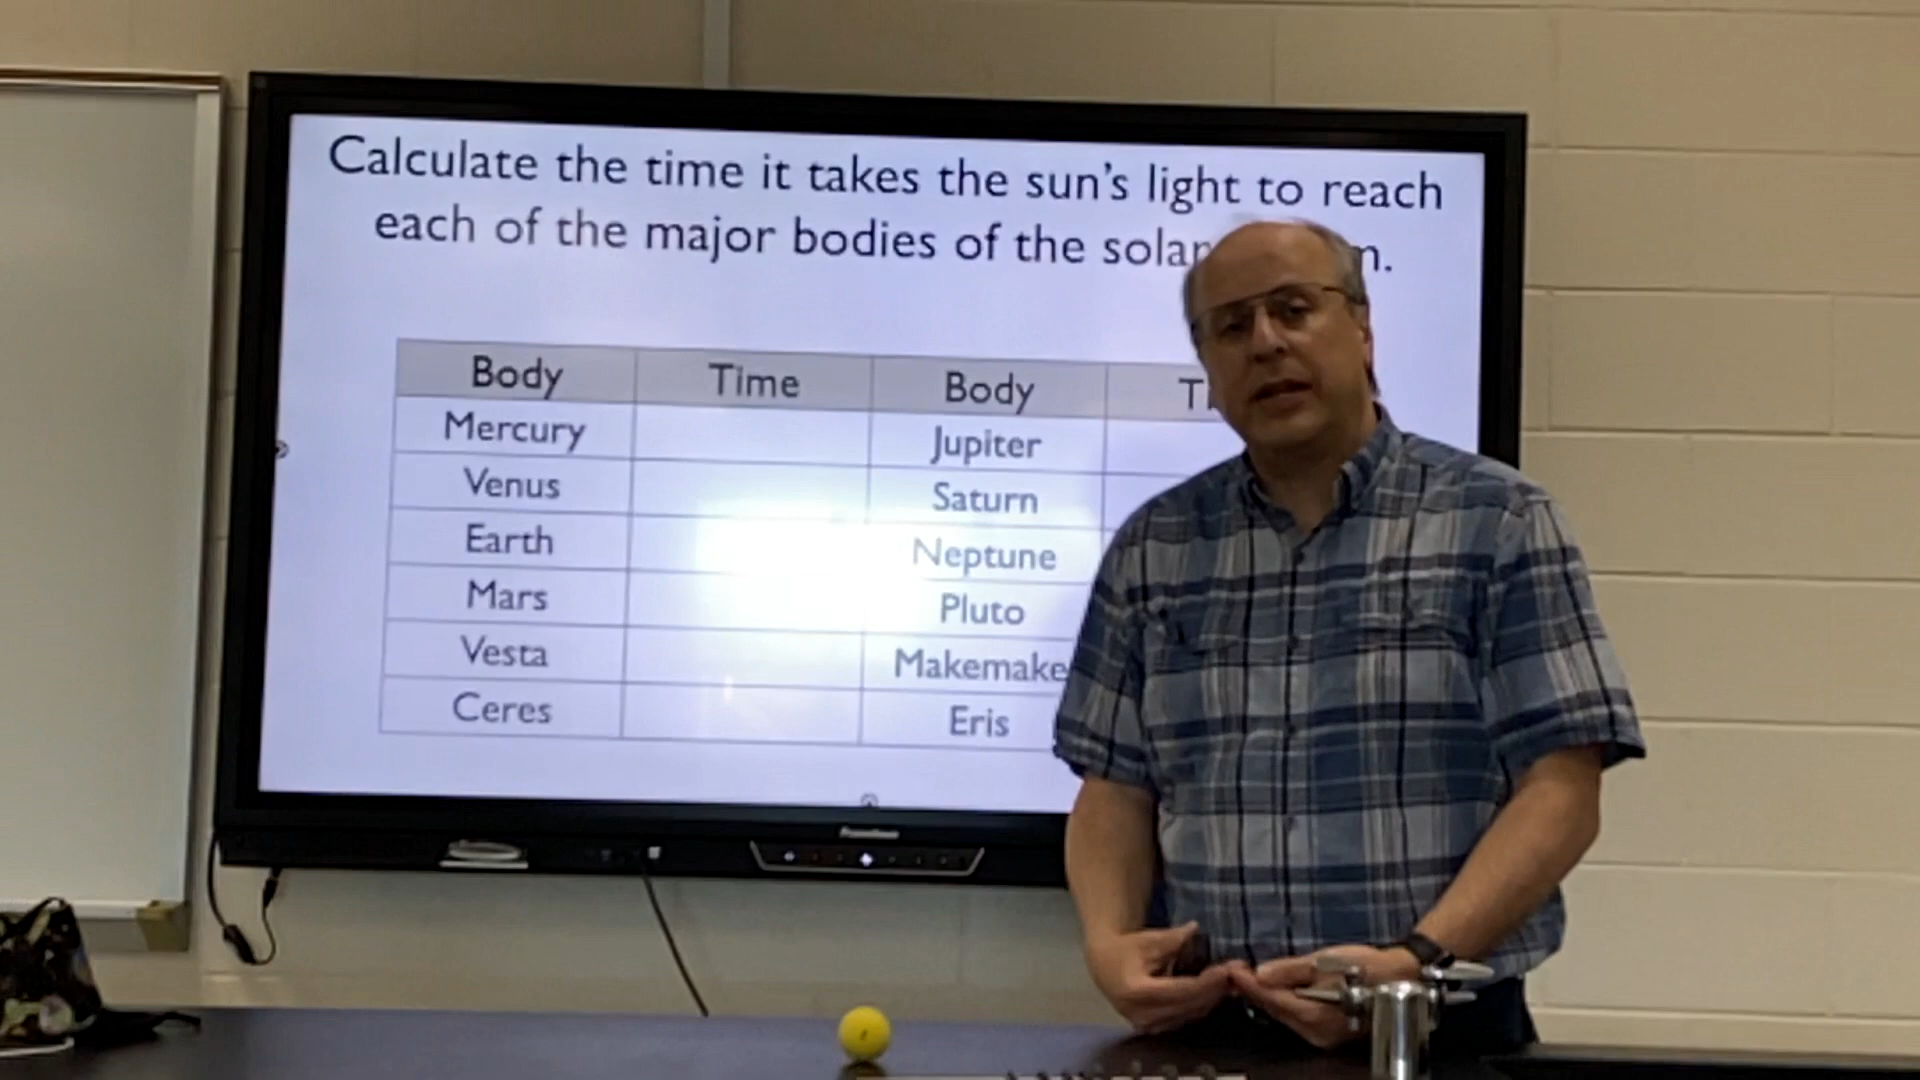 Calculate the time it takes the sun's light to reach
each of the major bodies of the solar
Body Time Body
Mercury Jupiter
Venus Saturn
Earth Neptune
Mars Pluto
Vesta Makemake
Ceres Eris